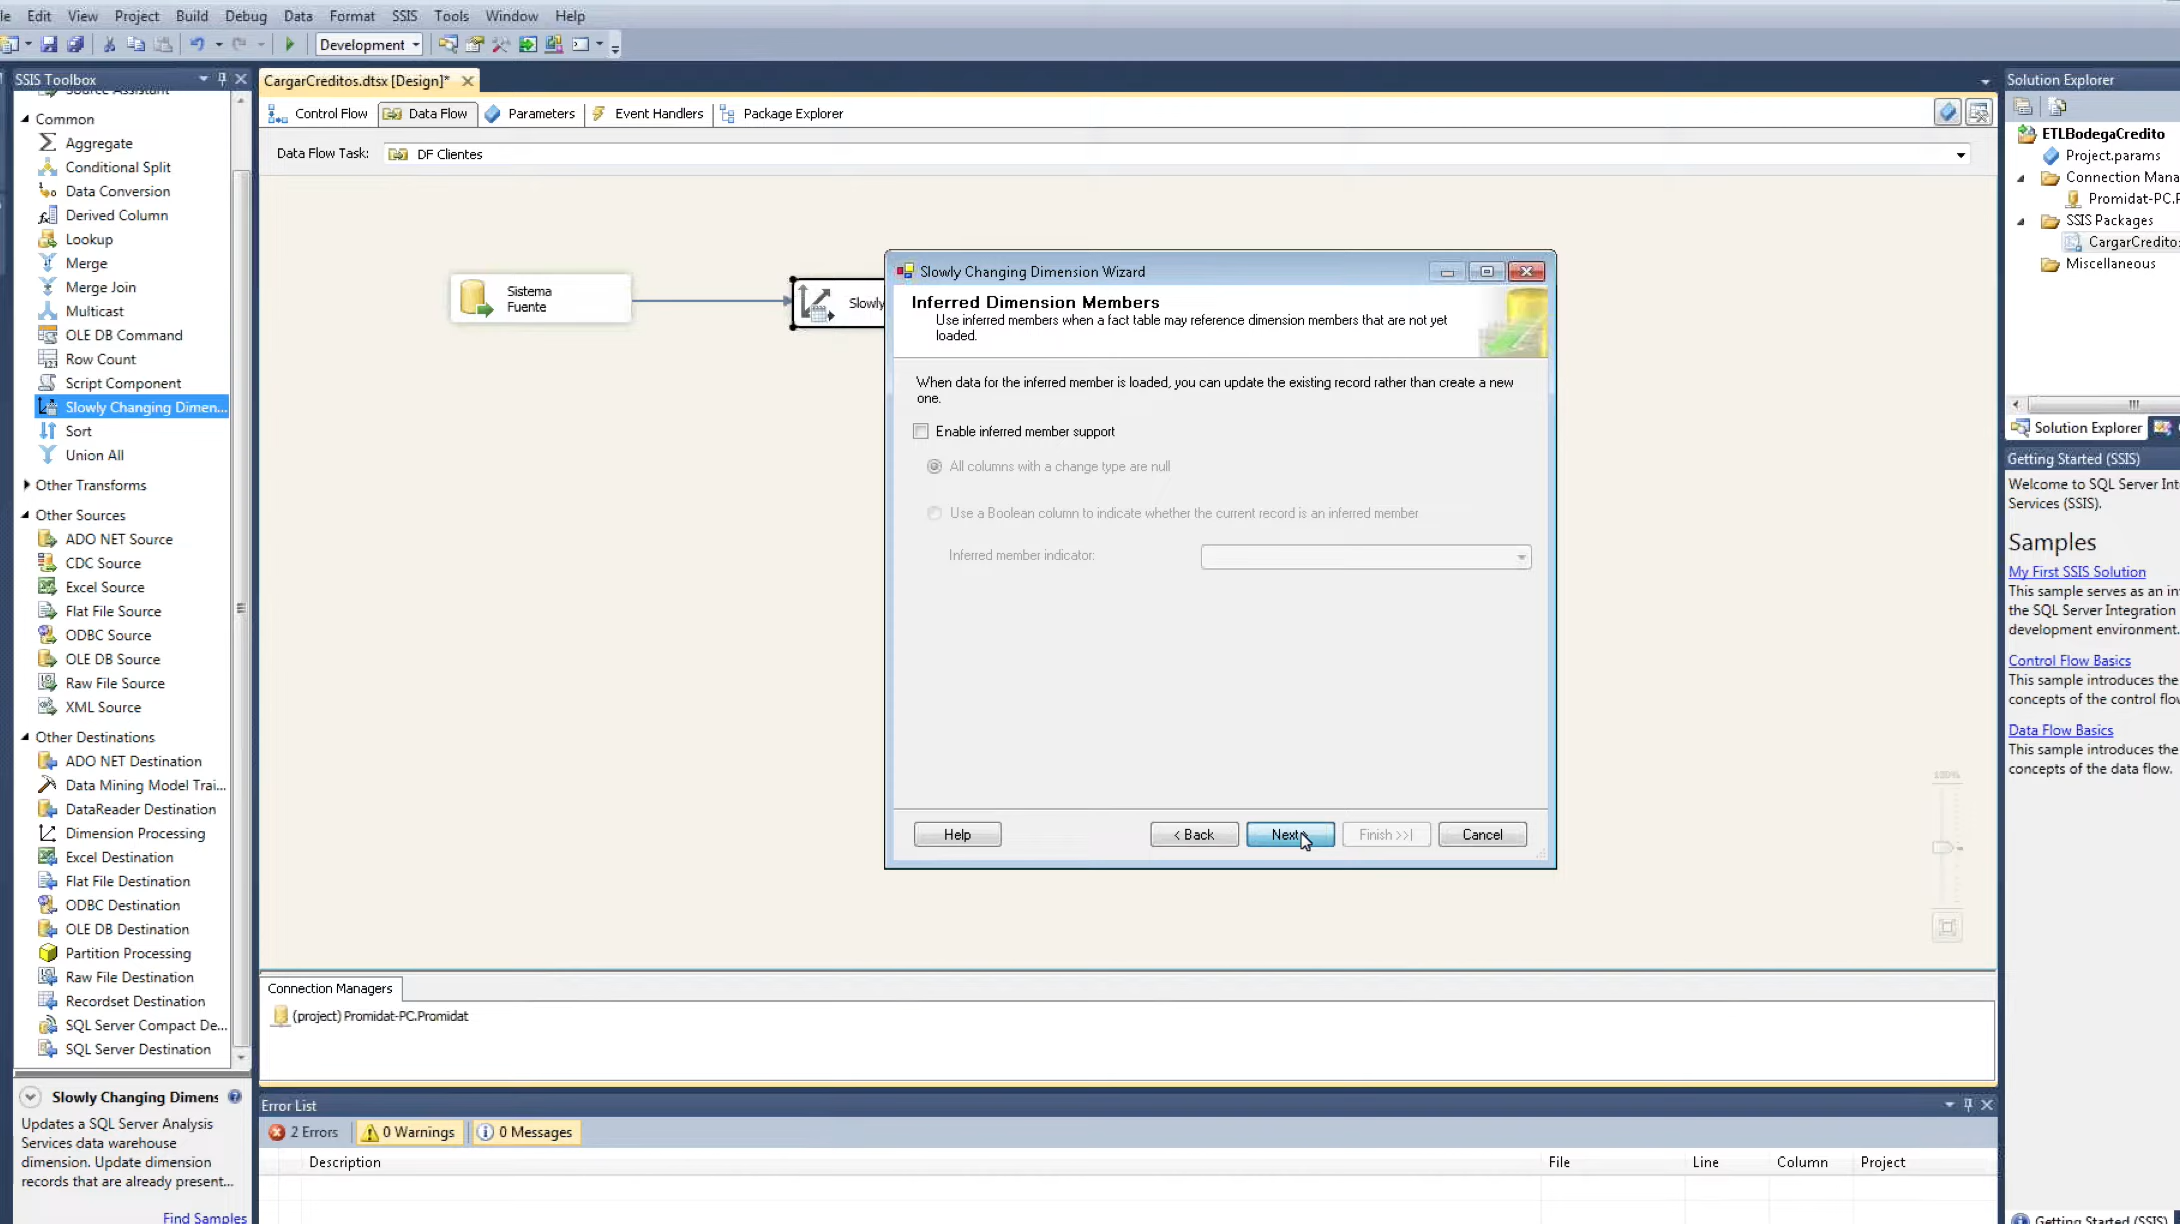 Edit View Project Build Debug Data Format SSIS Tools Window Help
Development
SSIS Toolbox
Source Assistant
Common
Aggregate
Conditional Split
Data Conversion
Derived Column
Lookup
Merge
Merge Join
Multicast
OLE DB Command
Row Count
Script Component
Slowly Changing Dimen...
Sort
Union All
Other Transforms
Other Sources
ADO NET Source
CDC Source
Excel Source
Flat File Source
ODBC Source
OLE DB Source
Raw File Source
XML Source
Other Destinations
ADO NET Destination
Data Mining Model Trai...
DataReader Destination
Dimension Processing
Excel Destination
Flat File Destination
ODBC Destination
OLE DB Destination
Partition Processing
Raw File Destination
Recordset Destination
SQL Server Compact De...
SQL Server Destination
Slowly Changing Dimens
Updates a SQL Server Analysis
Services data warehouse
dimension. Update dimension
records that are already present...
Find Samples
CargarCreditos.dtsx [Design]*
Control Flow Data Flow Parameters Event Handlers Package Explorer
Data Flow Task: DF Clientes
Sistema
Fuente
Slowly
Slowly Changing Dimension Wizard
Inferred Dimension Members
Use inferred members when a fact table may reference dimension members that are not yet
loaded.
When data for the inferred member is loaded, you can update the existing record rather than create a new
one.
Enable inferred member support
All columns with a change type are null
Use a Boolean column to indicate whether the current record is an inferred member
Inferred member indicator:
Help < Back Next Finish >>| Cancel
100%
Connection Managers
(project) Promidat-PC.Promidat
Error List
2 Errors 0 Warnings 0 Messages
Description File Line Column Project
Solution Explorer
ETLBodegaCredito
Project.params
Connection Mana
Promidat-PC.P
SSIS Packages
CargarCreditos
Miscellaneous
Solution Explorer
Getting Started (SSIS)
Welcome to SQL Server Int
Services (SSIS).
Samples
My First SSIS Solution
This sample serves as an in
the SQL Server Integration
development environment.
Control Flow Basics
This sample introduces the
concepts of the control flow
Data Flow Basics
This sample introduces the
concepts of the data flow.
Getting Started (SSIS)